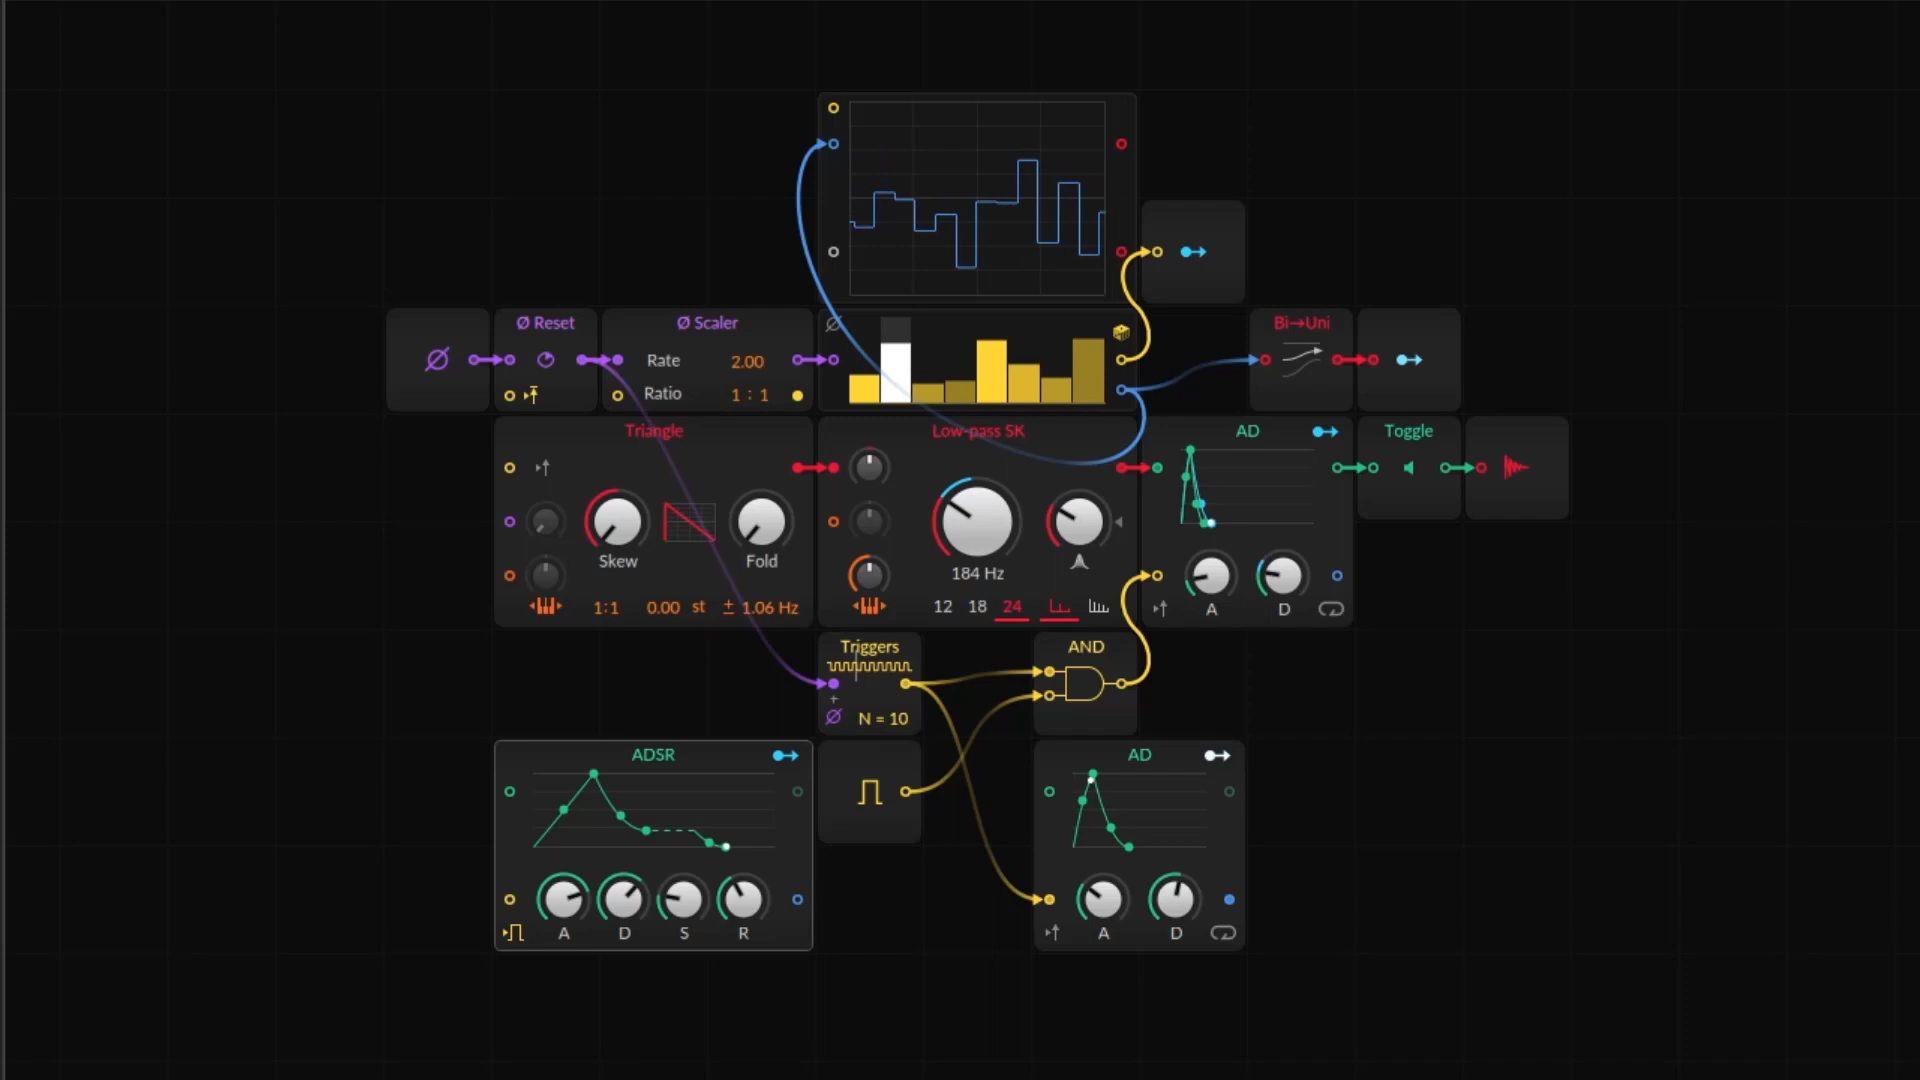 Ø Reset
Ø Scaler
Bi→Uni
Rate
2.00
Ratio
1 : 1
Triangle
Low-pass SK
AD
Toggle
Skew
Fold
184 Hz
1:1
0.00 st
± 1.06 Hz
12 18 24
A
D
Triggers
AND
N = 10
ADSR
AD
A
D
S
R
A
D